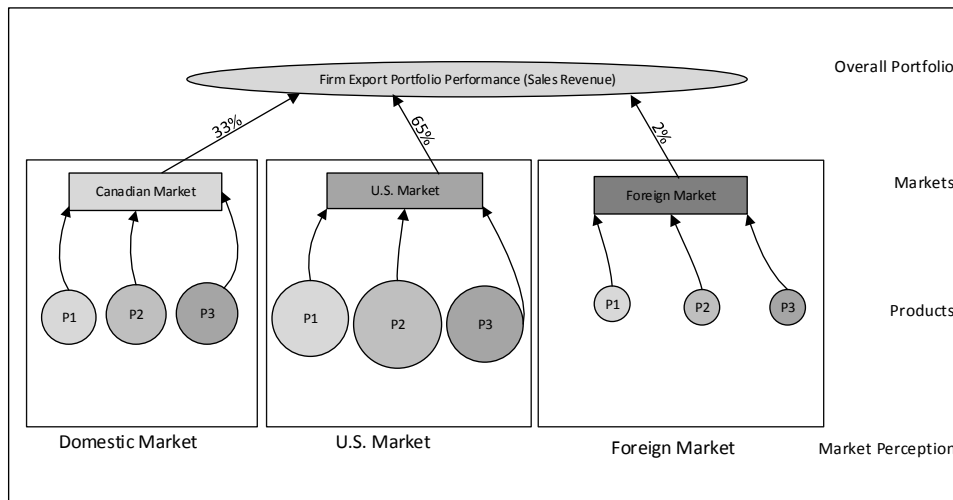 Overall Portfolio
Firm Export Portfolio Performance (Sales Revenue)
33%
65%
2%
Markets
Canadian Market
U.S. Market
Foreign Market
Products
P1
P2
P3
P1
P2
P3
P1
P2
P3
Domestic Market
U.S. Market
Foreign Market
Market Perception